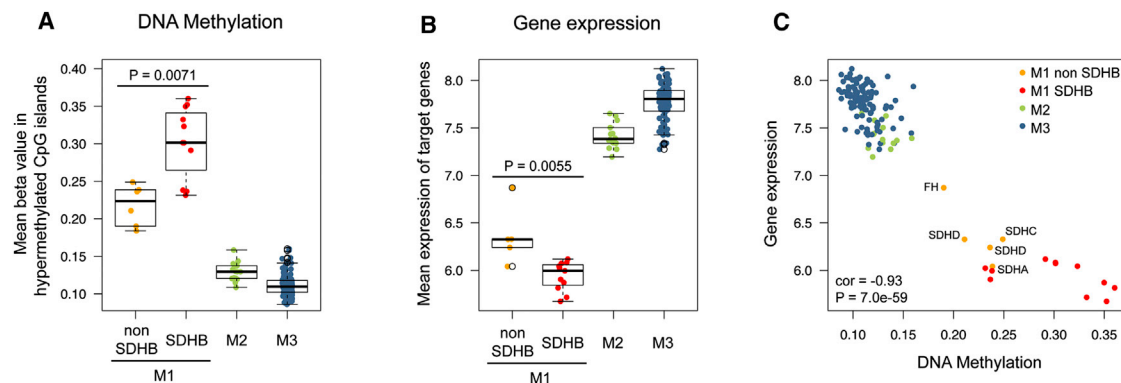 A
DNA Methylation
Mean beta value in
hypermethylated CpG islands
0.40
0.35
0.30
0.25
0.20
0.15
0.10
P = 0.0071
non
SDHB
SDHB
M2
M3
M1
B
Gene expression
Mean expression of target genes
8.0
7.5
7.0
6.5
6.0
P = 0.0055
non
SDHB
SDHB
M2
M3
M1
C
Gene expression
8.0
7.5
7.0
6.5
6.0
M1 non SDHB
M1 SDHB
M2
M3
FH
SDHD
SDHC
SDHD
SDHA
cor = -0.93
P = 7.0e-59
0.10
0.15
0.20
0.25
0.30
0.35
DNA Methylation